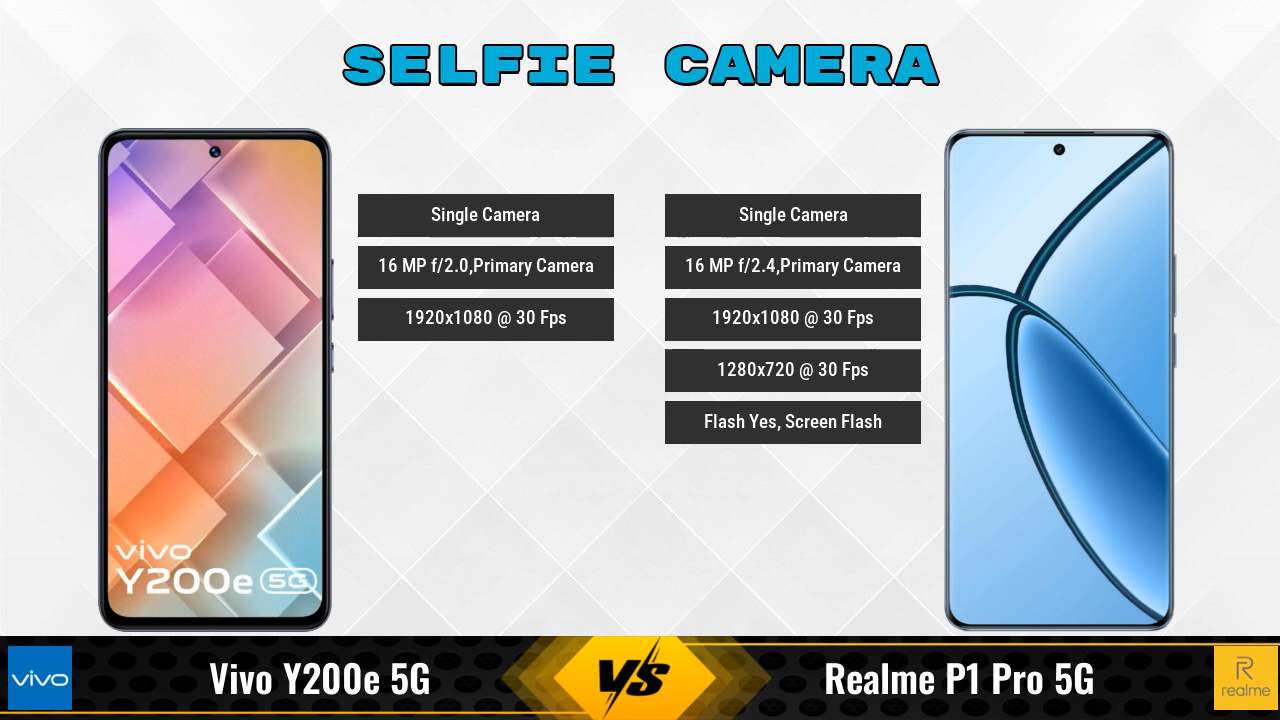 SELFIE CAMERA
Single Camera
16 MP f/2.0,Primary Camera
1920x1080 @ 30 Fps
Single Camera
16 MP f/2.4,Primary Camera
1920x1080 @ 30 Fps
1280x720 @ 30 Fps
Flash Yes, Screen Flash
vivo
Y200e 5G
vivo
Vivo Y200e 5G
VS
Realme P1 Pro 5G
R
realme